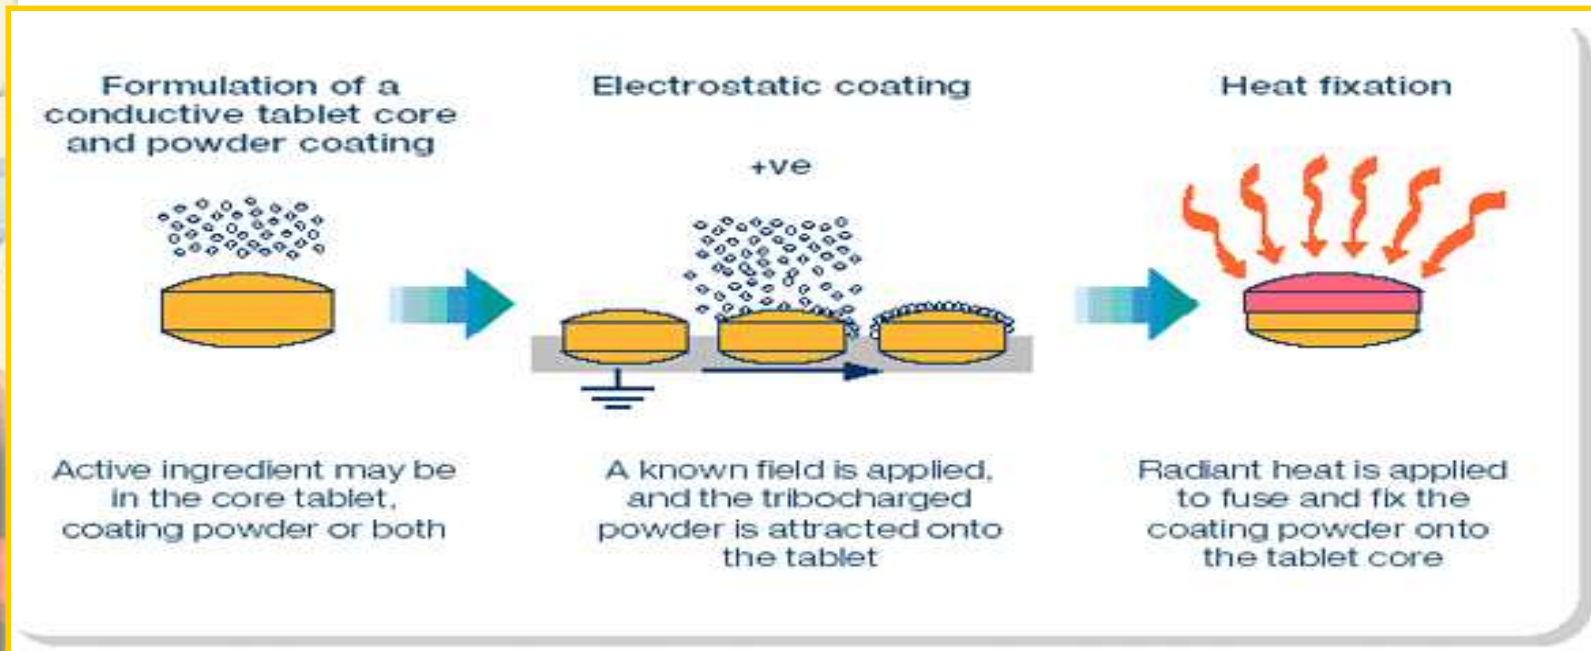 Formulation of a
conductive tablet core
and powder coating
Active ingredient may be
in the core tablet,
coating powder or both
Electrostatic coating
+ve
A known field is applied,
and the tribocharged
powder is attracted onto
the tablet
Heat fixation
Radiant heat is applied
to fuse and fix the
coating powder onto
the tablet core